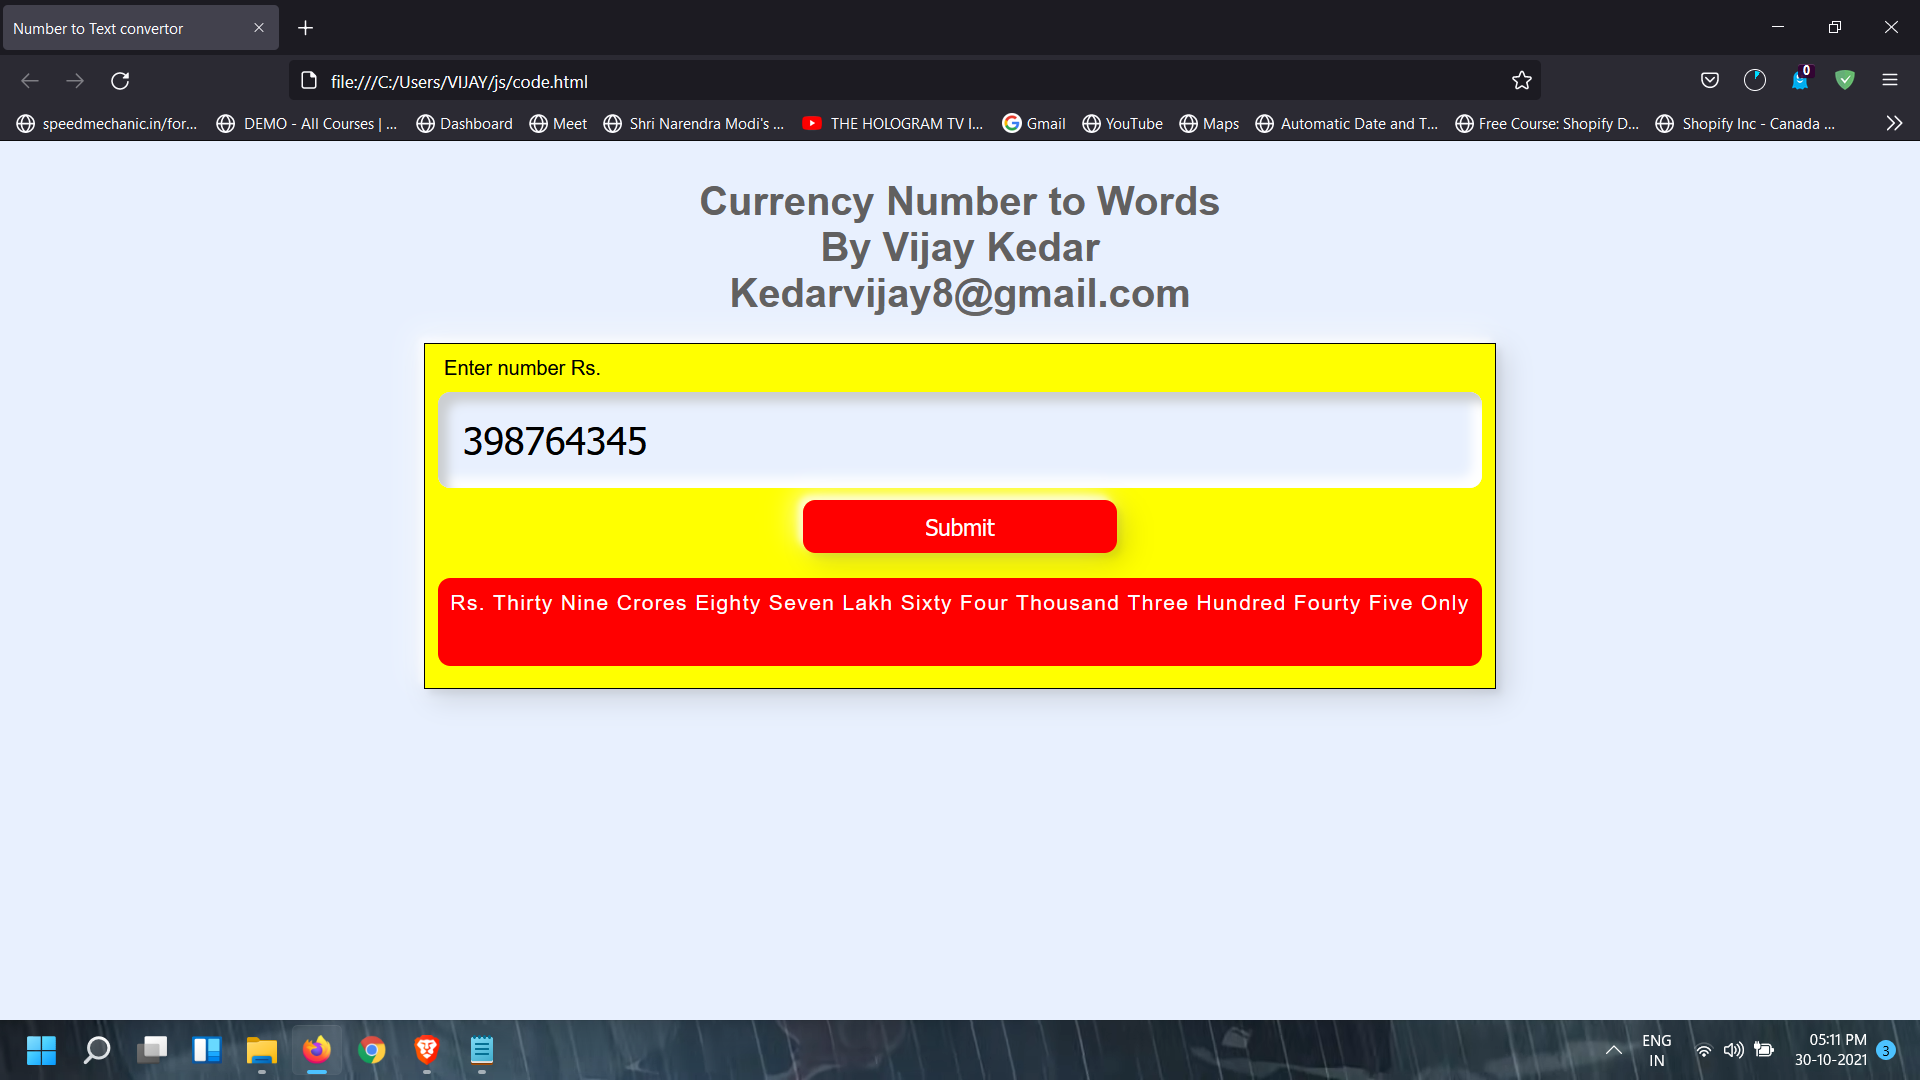 Number to Text convertor
file:///C:/Users/VIJAY/js/code.html
0
speedmechanic.in/for... DEMO - All Courses | ... Dashboard Meet Shri Narendra Modi's ... THE HOLOGRAM TV I... Gmail YouTube Maps Automatic Date and T... Free Course: Shopify D... Shopify Inc - Canada ...
Currency Number to Words
By Vijay Kedar
Kedarvijay8@gmail.com
Enter number Rs.
398764345
Submit
Rs. Thirty Nine Crores Eighty Seven Lakh Sixty Four Thousand Three Hundred Fourty Five Only
ENG
IN
05:11 PM
30-10-2021
3